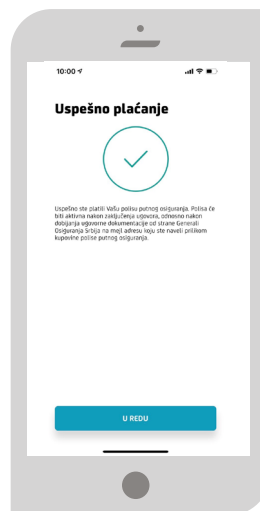 10:00
Uspešno plaćanje
Uspešno ste platili Vašu polisu putnog osiguranja. Polisa će
biti aktivna nakon zaključenja ugovora, odnosno nakon
dobijanja ugovorne dokumentacije od strane Generali
Osiguranja Srbija na mejl adresu koju ste naveli prilikom
kupovine polise putnog osiguranja.
U REDU